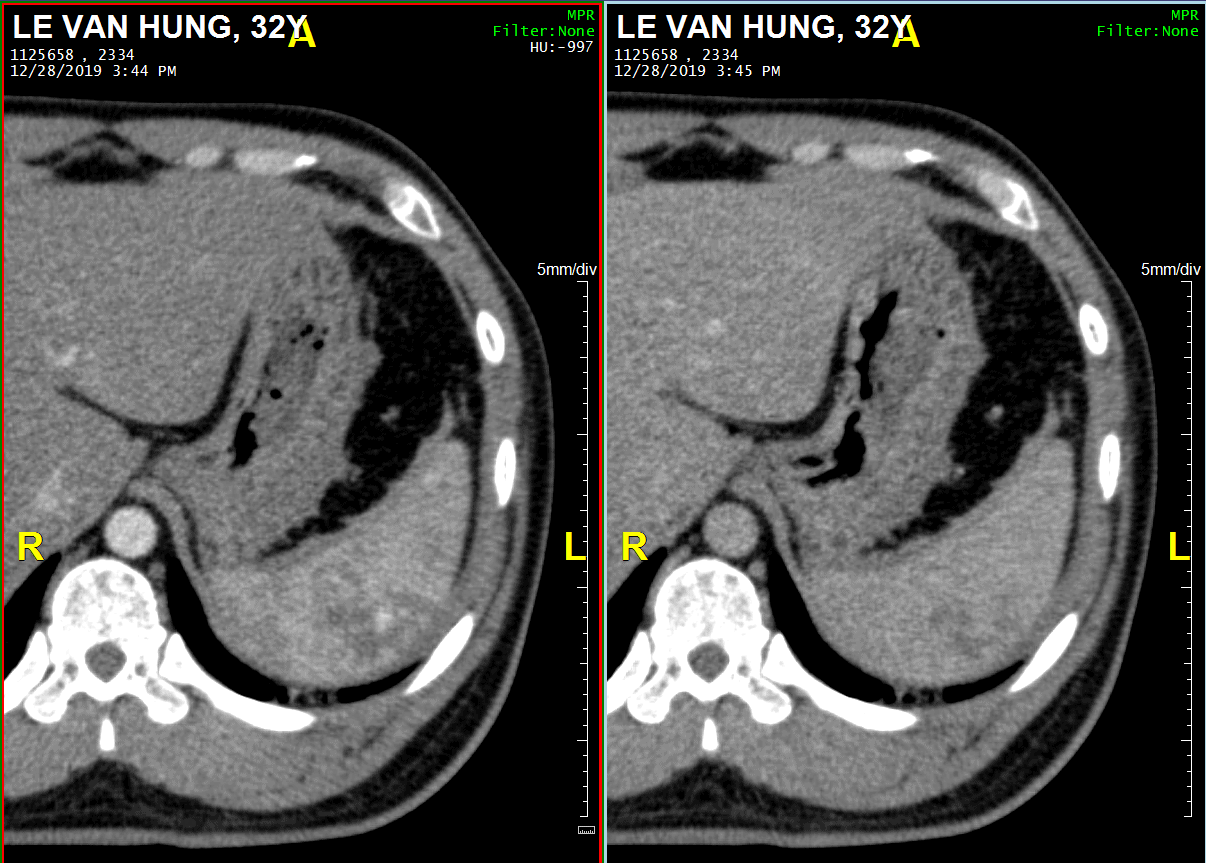 LE VAN HUNG, 32Y
A
MPR
Filter:None
HU:-997
1125658 , 2334
12/28/2019 3:44 PM
5mm/div
R
L
LE VAN HUNG, 32Y
A
MPR
Filter:None
1125658 , 2334
12/28/2019 3:45 PM
5mm/div
R
L